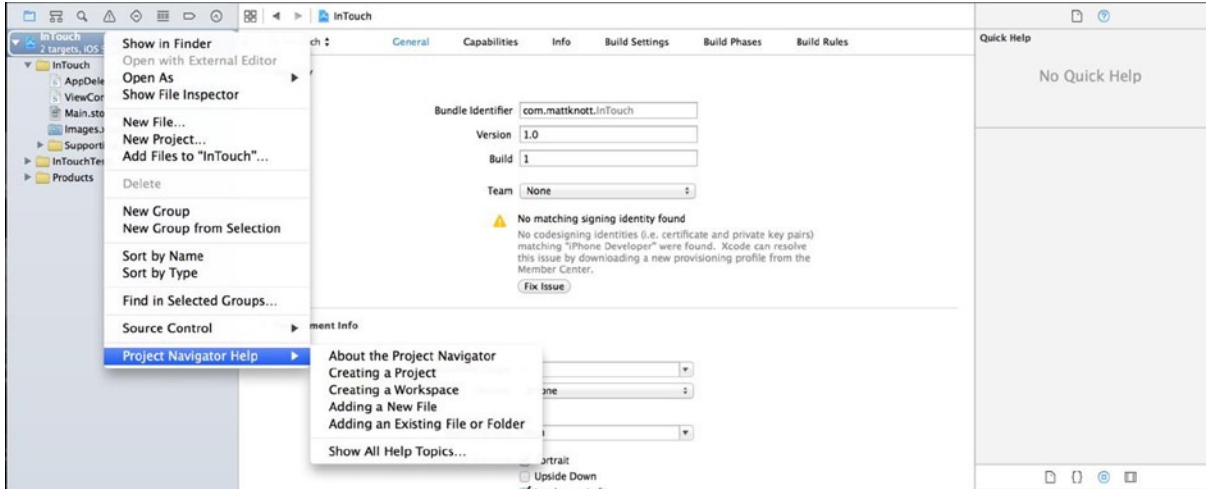 InTouch
InTouch
2 targets, iOS
InTouch
General
Capabilities
Info
Build Settings
Build Phases
Build Rules
InTouch
AppDele
ViewCor
Main.sto
Images.
Supporti
InTouchTe
Products
Show in Finder
Open with External Editor
Open As
Show File Inspector
New File...
New Project...
Add Files to "InTouch"...
Delete
New Group
New Group from Selection
Sort by Name
Sort by Type
Find in Selected Groups...
Source Control
Project Navigator Help
About the Project Navigator
Creating a Project
Creating a Workspace
Adding a New File
Adding an Existing File or Folder
Show All Help Topics...
Bundle Identifier com.mattknott.InTouch
Version 1.0
Build 1
Team None
No matching signing identity found
No codesigning identities (i.e. certificate and private key pairs)
matching "iPhone Developer" were found. Xcode can resolve
this issue by downloading a new provisioning profile from the
Member Center.
Fix Issue
ment Info
one
ortrait
Upside Down
Quick Help
No Quick Help